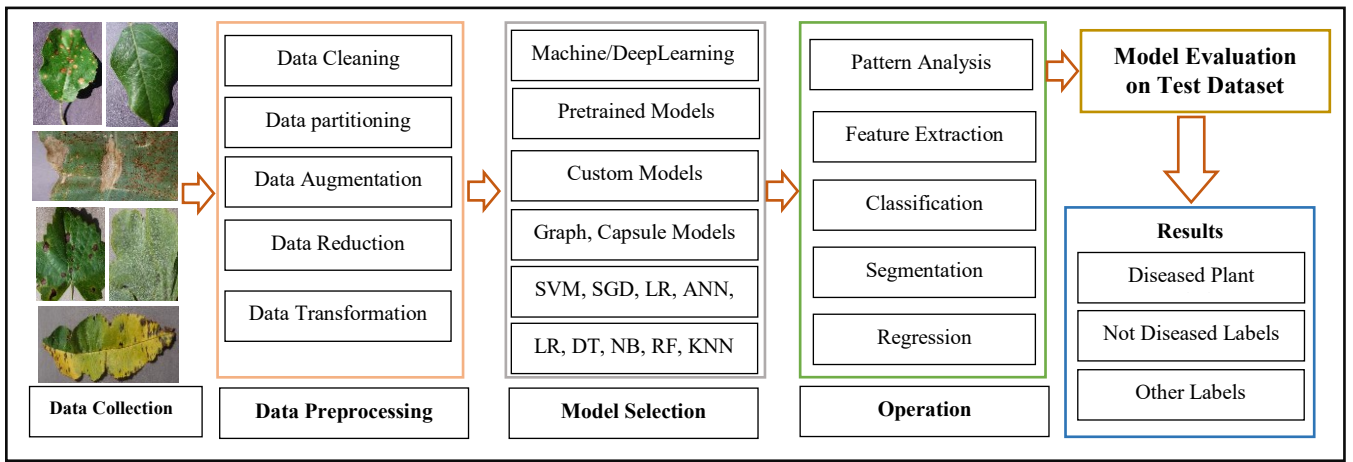 Data Collection
Data Cleaning
Data partitioning
Data Augmentation
Data Reduction
Data Transformation
Data Preprocessing
Machine/DeepLearning
Pretrained Models
Custom Models
Graph, Capsule Models
SVM, SGD, LR, ANN,
LR, DT, NB, RF, KNN
Model Selection
Pattern Analysis
Feature Extraction
Classification
Segmentation
Regression
Operation
Model Evaluation
on Test Dataset
Results
Diseased Plant
Not Diseased Labels
Other Labels